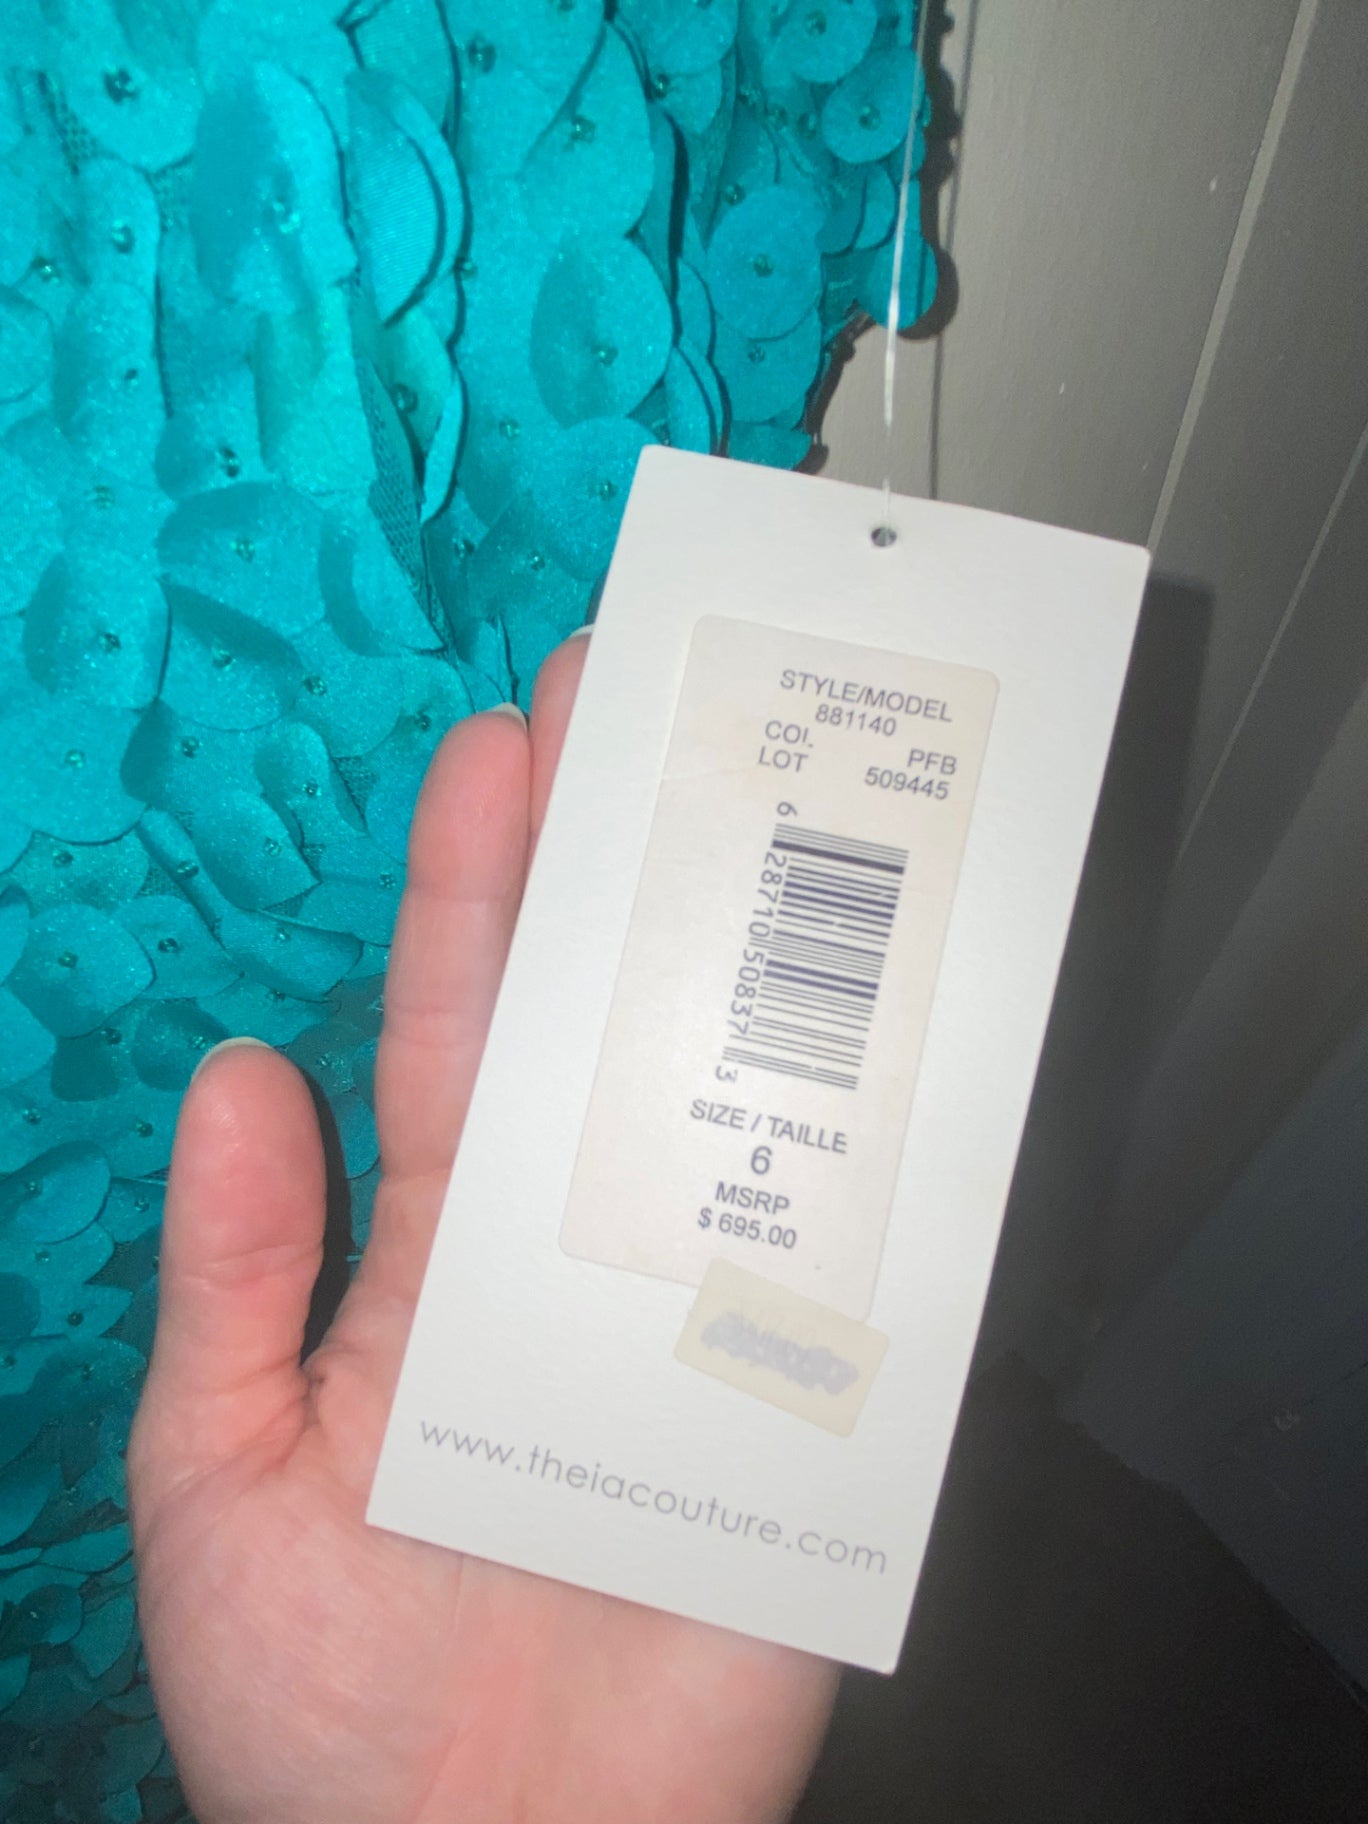 STYLE/MODEL
881140
COL PFB
LOT 509445
6 28710 50837 3
SIZE / TAILLE
6
MSRP
$ 695.00
www.theiacouture.com